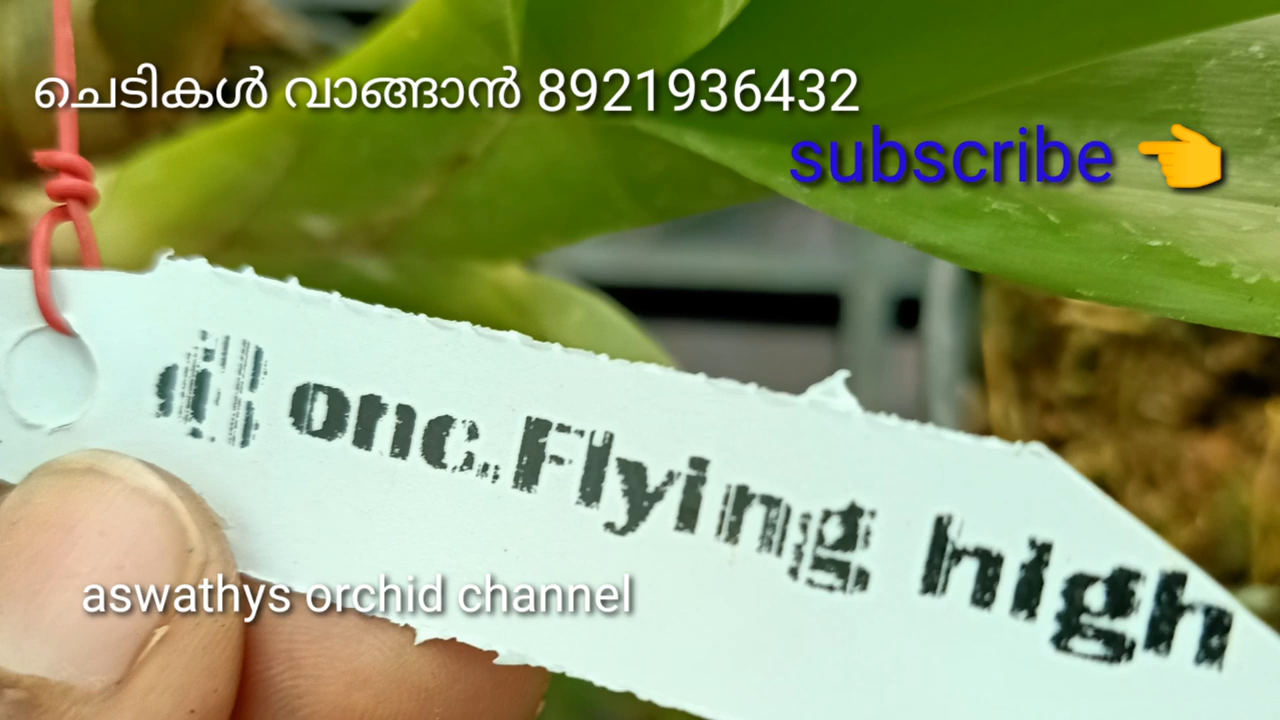 ചെടികൾ വാങ്ങാൻ 8921936432
subscribe 👈
onc.Flying high
aswathys orchid channel